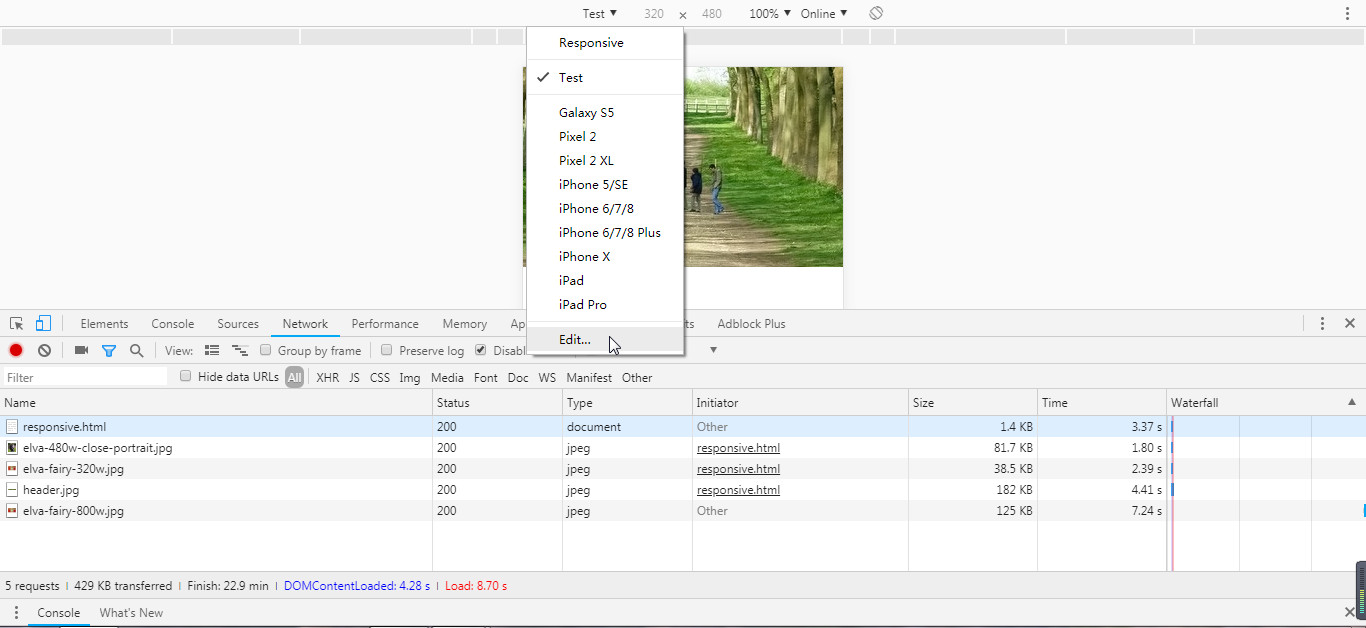 Test ▼ 320 × 480 100% ▼ Online ▼
Responsive
Test
Galaxy S5
Pixel 2
Pixel 2 XL
iPhone 5/SE
iPhone 6/7/8
iPhone 6/7/8 Plus
iPhone X
iPad
iPad Pro
Edit...
Elements Console Sources Network Performance Memory Ap ts Adblock Plus
View: Group by frame Preserve log Disabl
Filter Hide data URLs All XHR JS CSS Img Media Font Doc WS Manifest Other
Name Status Type Initiator Size Time Waterfall
responsive.html 200 document Other 1.4 KB 3.37 s
elva-480w-close-portrait.jpg 200 jpeg responsive.html 81.7 KB 1.80 s
elva-fairy-320w.jpg 200 jpeg responsive.html 38.5 KB 2.39 s
header.jpg 200 jpeg responsive.html 182 KB 4.41 s
elva-fairy-800w.jpg 200 jpeg Other 125 KB 7.24 s
5 requests | 429 KB transferred | Finish: 22.9 min | DOMContentLoaded: 4.28 s | Load: 8.70 s
Console What's New